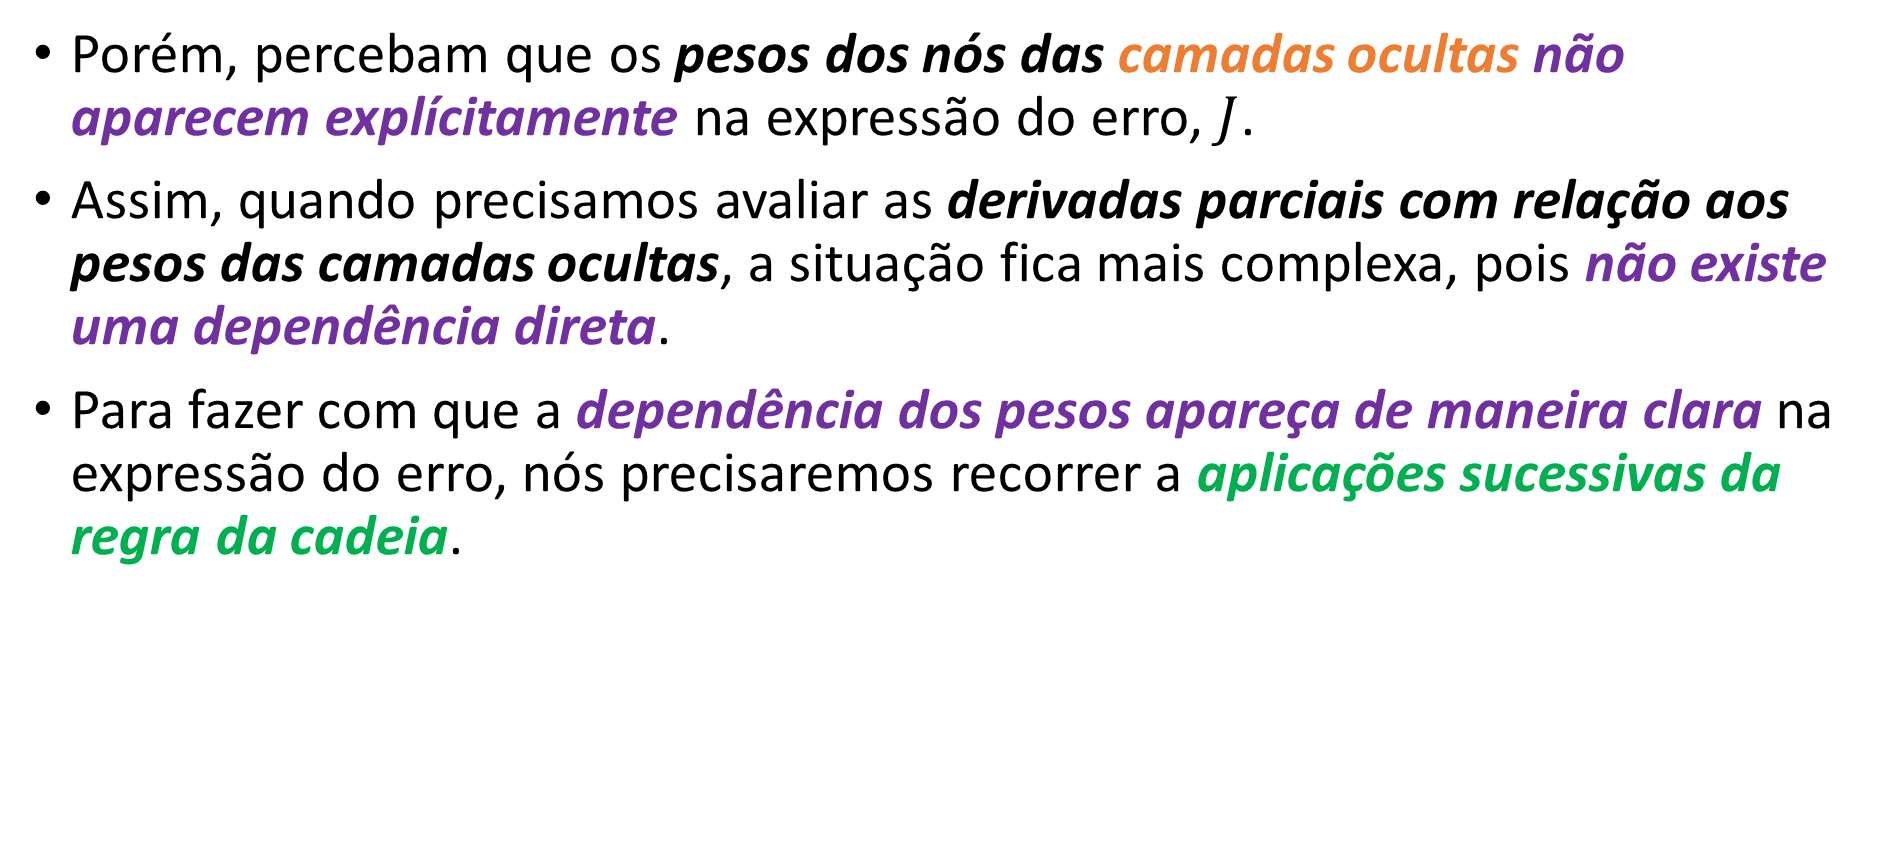 • Porém, percebam que os pesos dos nós das camadas ocultas não
aparecem explícitamente na expressão do erro, J.
• Assim, quando precisamos avaliar as derivadas parciais com relação aos
pesos das camadas ocultas, a situação fica mais complexa, pois não existe
uma dependência direta.
• Para fazer com que a dependência dos pesos apareça de maneira clara na
expressão do erro, nós precisaremos recorrer a aplicações sucessivas da
regra da cadeia.